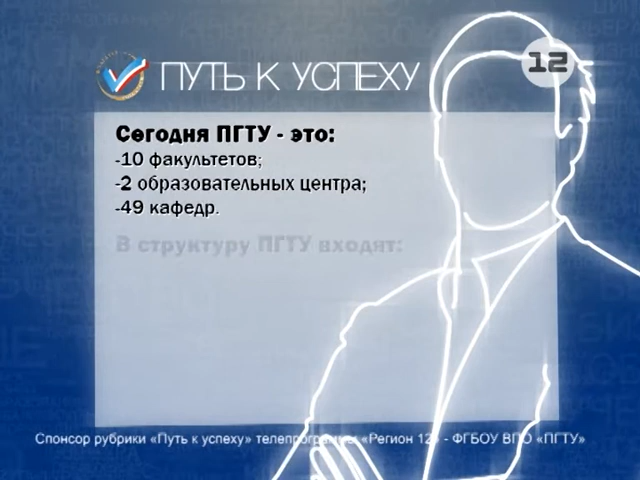 ПУТЬ К УСПЕХУ
12
Сегодня ПГТУ - это:
-10 факультетов;
-2 образовательных центра;
-49 кафедр.
В структуру ПГТУ входят:
Спонсор рубрики «Путь к успеху» телепрограммы «Регион 12» - ФГБОУ ВПО «ПГТУ»